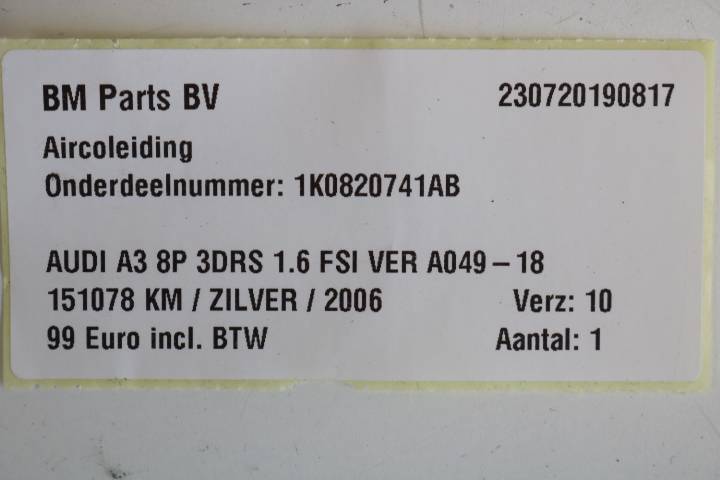 BM Parts BV 230720190817
Aircoleiding
Onderdeelnummer: 1K0820741AB
AUDI A3 8P 3DRS 1.6 FSI VER A049 – 18
151078 KM / ZILVER / 2006 Verz: 10
99 Euro incl. BTW Aantal: 1